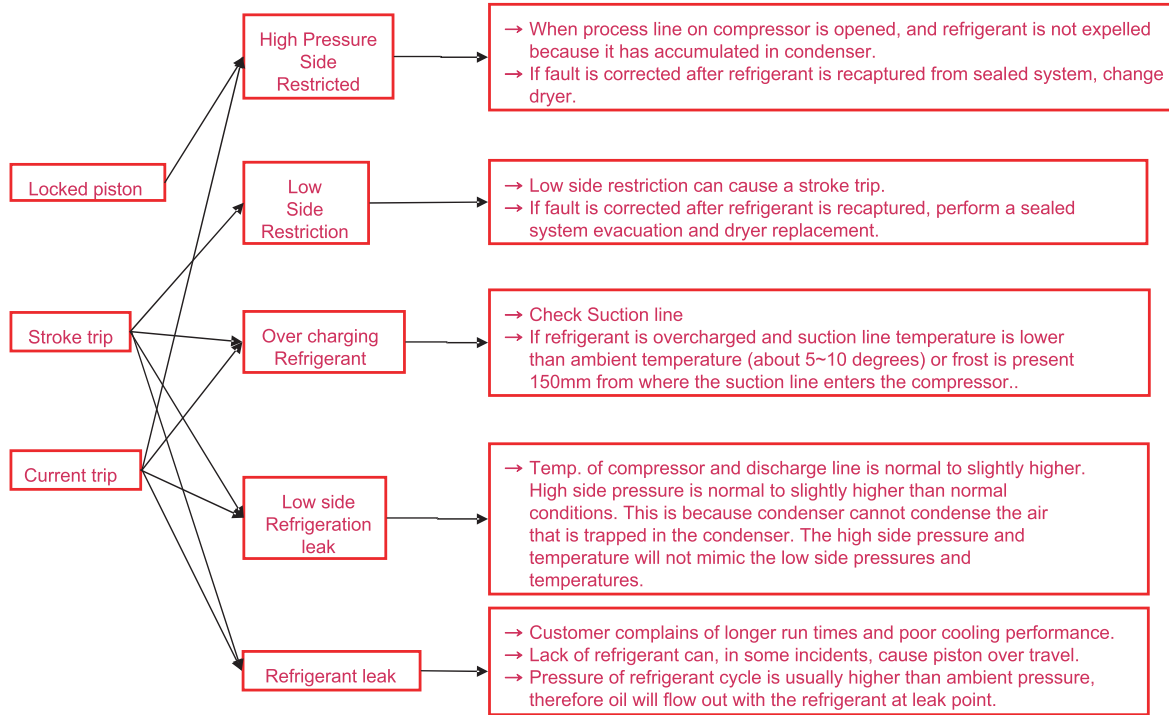 High Pressure
Side
Restricted
→ When process line on compressor is opened, and refrigerant is not expelled
because it has accumulated in condenser.
→ If fault is corrected after refrigerant is recaptured from sealed system, change
dryer.
Locked piston
Low
Side
Restriction
→ Low side restriction can cause a stroke trip.
→ If fault is corrected after refrigerant is recaptured, perform a sealed
system evacuation and dryer replacement.
Stroke trip
Over charging
Refrigerant
→ Check Suction line
→ If refrigerant is overcharged and suction line temperature is lower
than ambient temperature (about 5~10 degrees) or frost is present
150mm from where the suction line enters the compressor..
Current trip
Low side
Refrigeration
leak
→ Temp. of compressor and discharge line is normal to slightly higher.
High side pressure is normal to slightly higher than normal
conditions. This is because condenser cannot condense the air
that is trapped in the condenser. The high side pressure and
temperature will not mimic the low side pressures and
temperatures.
Refrigerant leak
→ Customer complains of longer run times and poor cooling performance.
→ Lack of refrigerant can, in some incidents, cause piston over travel.
→ Pressure of refrigerant cycle is usually higher than ambient pressure,
therefore oil will flow out with the refrigerant at leak point.